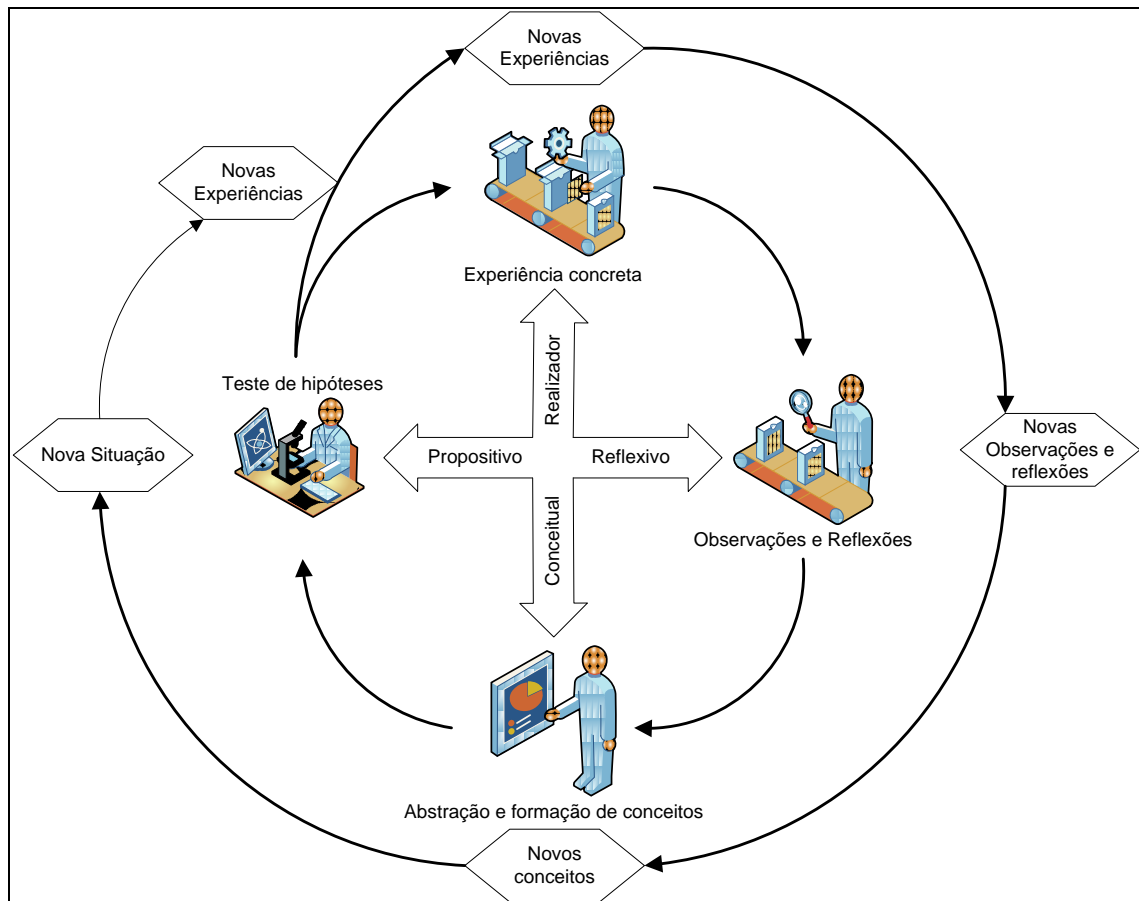 Novas
Experiências
Novas
Experiências
Experiência concreta
Teste de hipóteses
Realizador
Nova Situação
Propositivo
Reflexivo
Novas
Observações e
reflexões
Conceitual
Observações e Reflexões
Abstração e formação de conceitos
Novos
conceitos